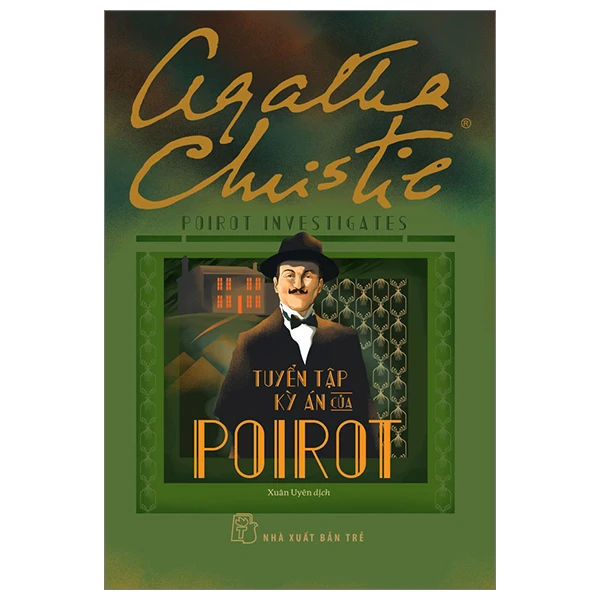 Agatha
Christie®
POIROT INVESTIGATES
TUYỂN TẬP
KỲ ÁN CỦA
POIROT
Xuân Uyên dịch
NHÀ XUẤT BẢN TRẺ